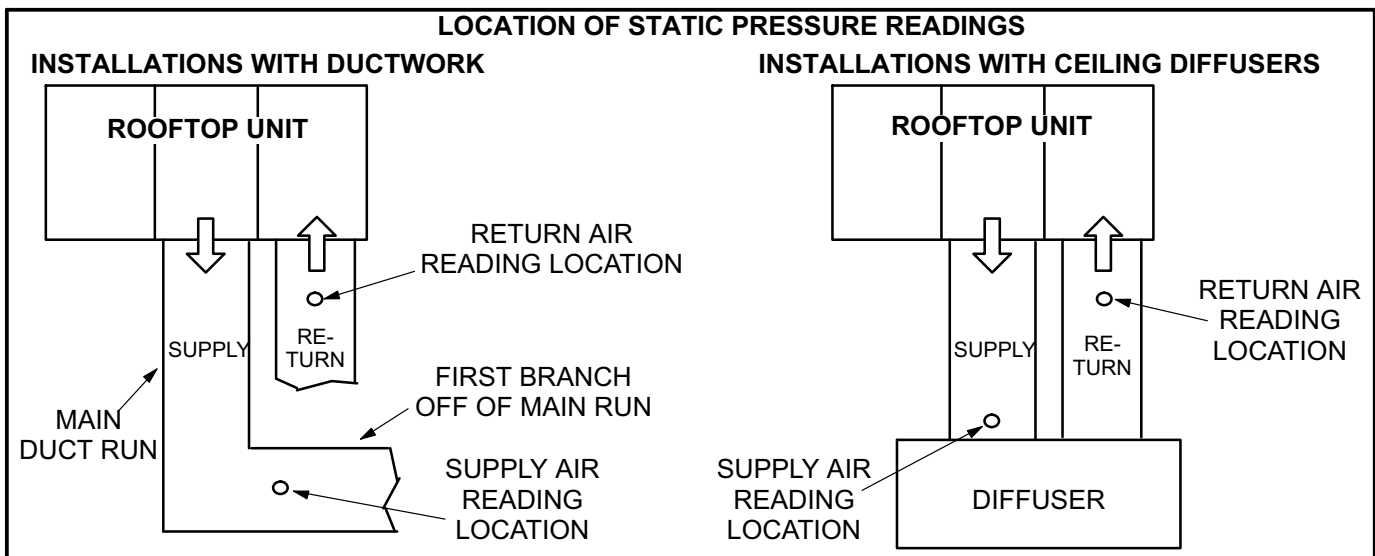 LOCATION OF STATIC PRESSURE READINGS
INSTALLATIONS WITH DUCTWORK
ROOFTOP UNIT
RETURN AIR
READING LOCATION
SUPPLY
RE-
TURN
FIRST BRANCH
OFF OF MAIN RUN
MAIN
DUCT RUN
SUPPLY AIR
READING
LOCATION
INSTALLATIONS WITH CEILING DIFFUSERS
ROOFTOP UNIT
RETURN AIR
READING
LOCATION
SUPPLY
RE-
TURN
SUPPLY AIR
READING
LOCATION
DIFFUSER